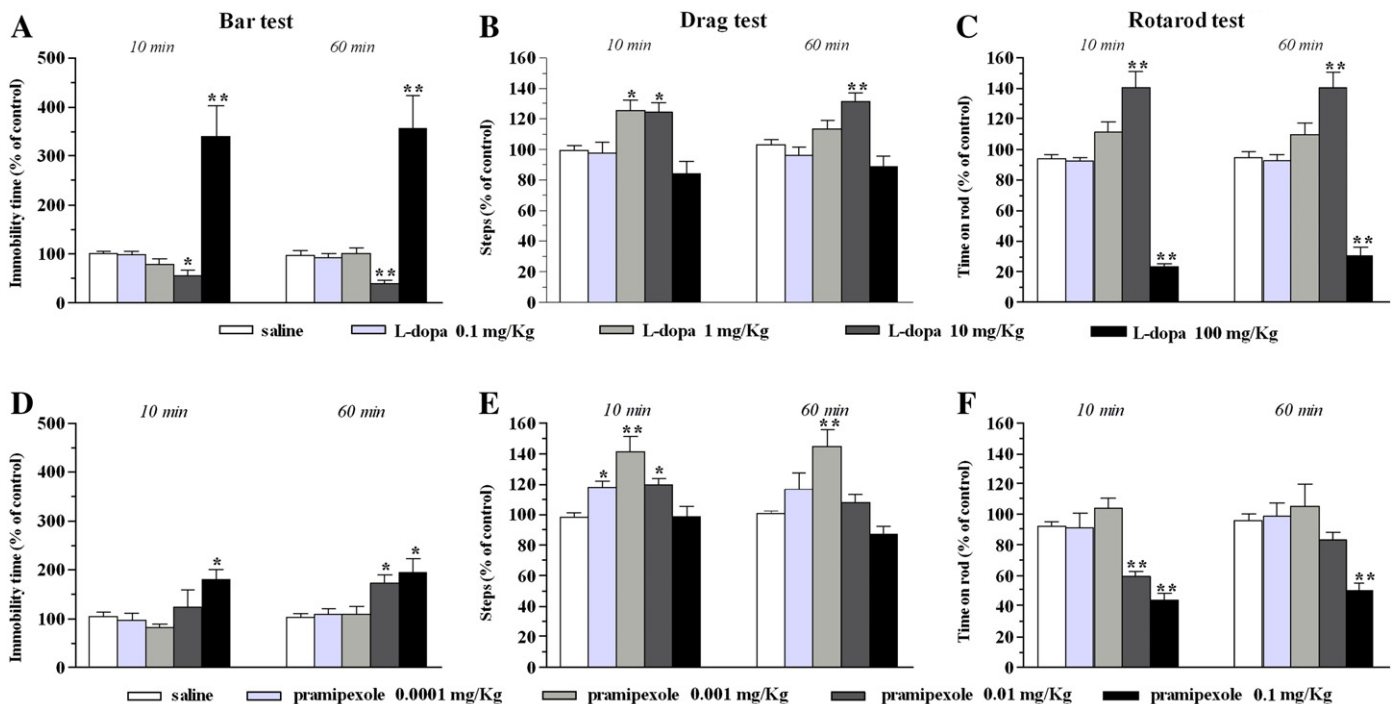 A Bar test
B Drag test
C Rotarod test
10 min 60 min
10 min 60 min
10 min 60 min
Immobility time (% of control)
500
400
300
200
100
0
** ** * **
Steps (% of control)
160
140
120
100
80
60
40
20
0
* * **
Time on rod (% of control)
160
140
120
100
80
60
40
20
0
** ** ** **
saline L-dopa 0.1 mg/Kg L-dopa 1 mg/Kg L-dopa 10 mg/Kg L-dopa 100 mg/Kg
D
10 min 60 min
Immobility time (% of control)
500
400
300
200
100
0
* * *
E
10 min 60 min
Steps (% of control)
160
140
120
100
80
60
40
20
0
* ** * **
F
10 min 60 min
Time on rod (% of control)
160
140
120
100
80
60
40
20
0
** ** **
saline pramipexole 0.0001 mg/Kg pramipexole 0.001 mg/Kg pramipexole 0.01 mg/Kg pramipexole 0.1 mg/Kg